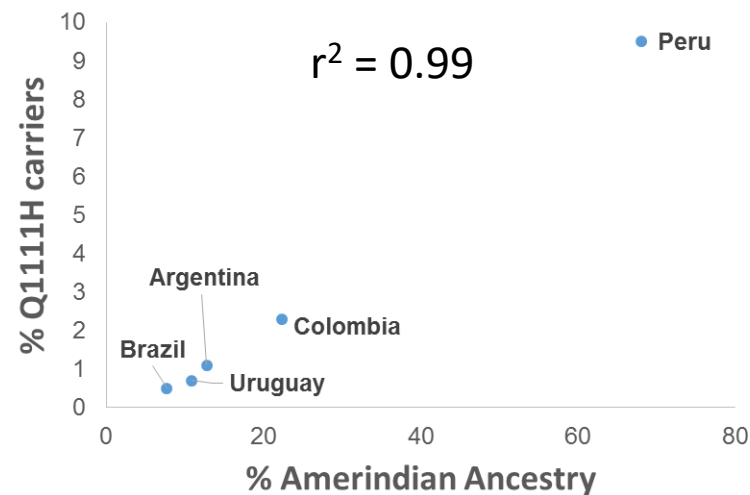 r² = 0.99
% Q1111H carriers
10
9
8
7
6
5
4
3
2
1
0
Peru
Argentina
Colombia
Brazil
Uruguay
0 20 40 60 80
% Amerindian Ancestry